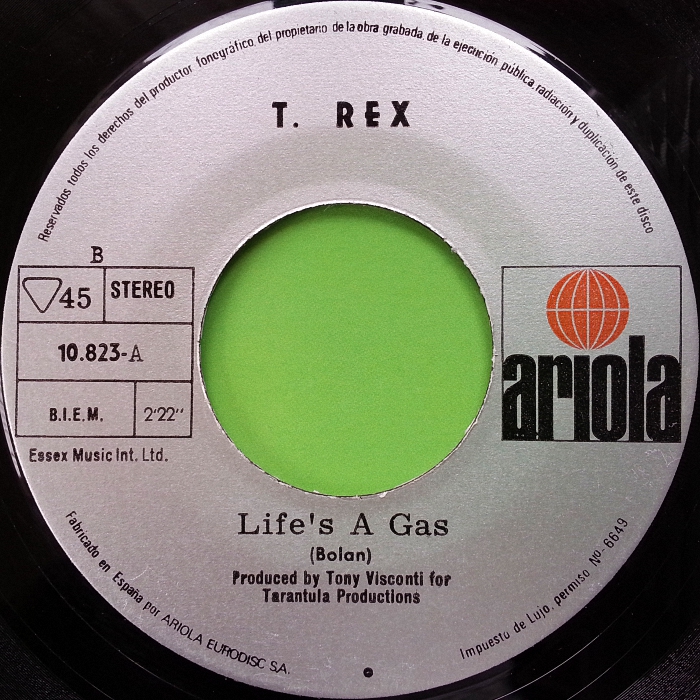 Reservados todos los derechos del productor fonográfico del propietario de la obra grabada, de la ejecución pública, radiación y duplicación de este disco
T. REX
B
45
STEREO
10.823-A
B.I.E.M.
2'22"
Essex Music Int. Ltd.
ariola
Life's A Gas
(Bolan)
Produced by Tony Visconti for
Tarantula Productions
Fabricado en España por ARIOLA EURODISC S.A.
Impuesto de Lujo, permiso Nº-6649